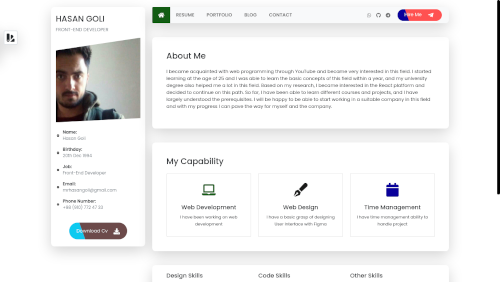 HASAN GOLI
FRONT-END DEVELOPER
Name:
Hasan Goli
Birthday:
20th Dec 1994
Job:
Front-End Developer
Email:
mrhasangoli@gmail.com
Phone Number:
Download Cv
RESUME PORTFOLIO BLOG CONTACT
Hire Me
About Me
I become acquainted with web programming through YouTube and became very interested in this field. I started
learning at the age of 25 and I was able to learn the basic concepts of this field within a year, and my university
degree also helped me a lot in this field. Based on my research, I become interested in the React platform and
decided to continue on this path. So far, I have been able to learn different courses and projects, and I have
largely understood the prerequisites. I will be happy to be able to start working in a suitable company in this field
and with my progress I can pave the way for myself and the company.
My Capability
Web Development
I have been working on web
development
Web Design
I have a basic grasp of designing
User Interface with Figma
Time Management
I have time management ability to
handle project
Design Skills
Code Skills
Other Skills